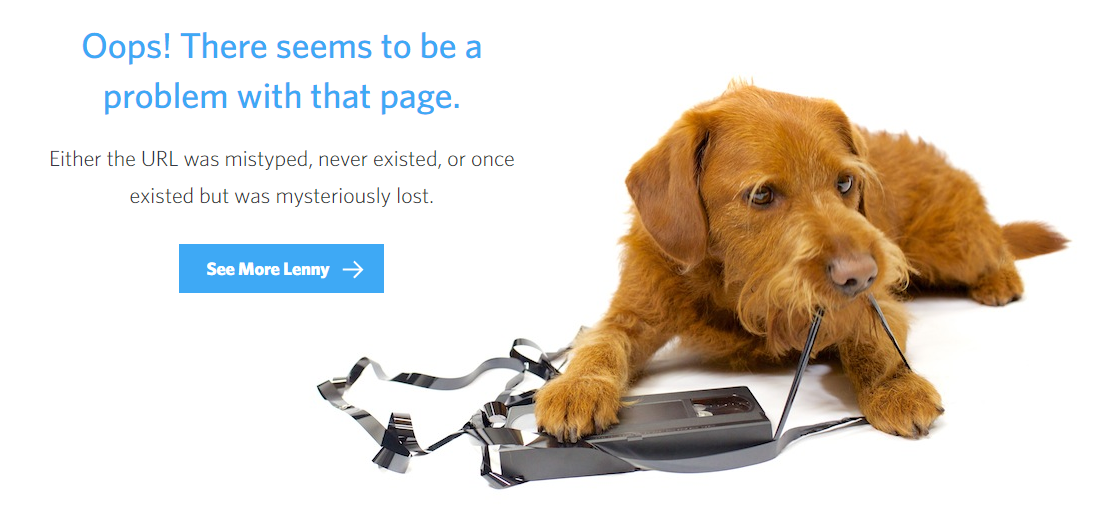 Oops! There seems to be a
problem with that page.
Either the URL was mistyped, never existed, or once
existed but was mysteriously lost.
See More Lenny